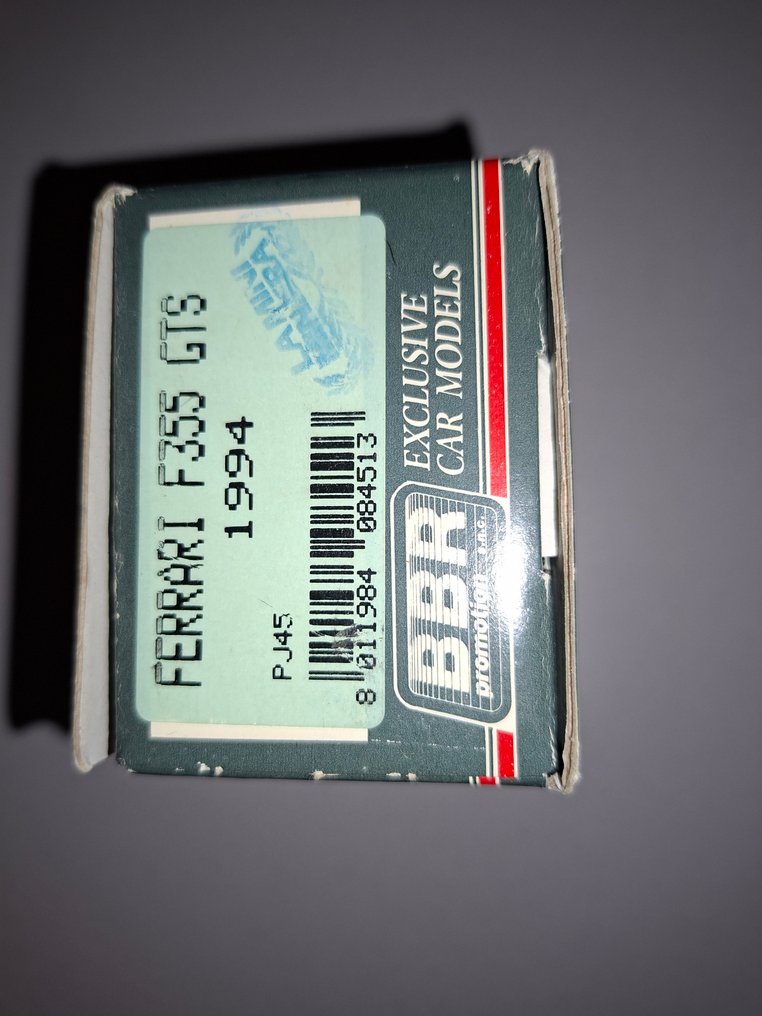 FERRARI F355 GTS
1994
PJ45
8 011984 084513
EXCLUSIVE
CAR MODELS
BBR
promotion s.n.c.